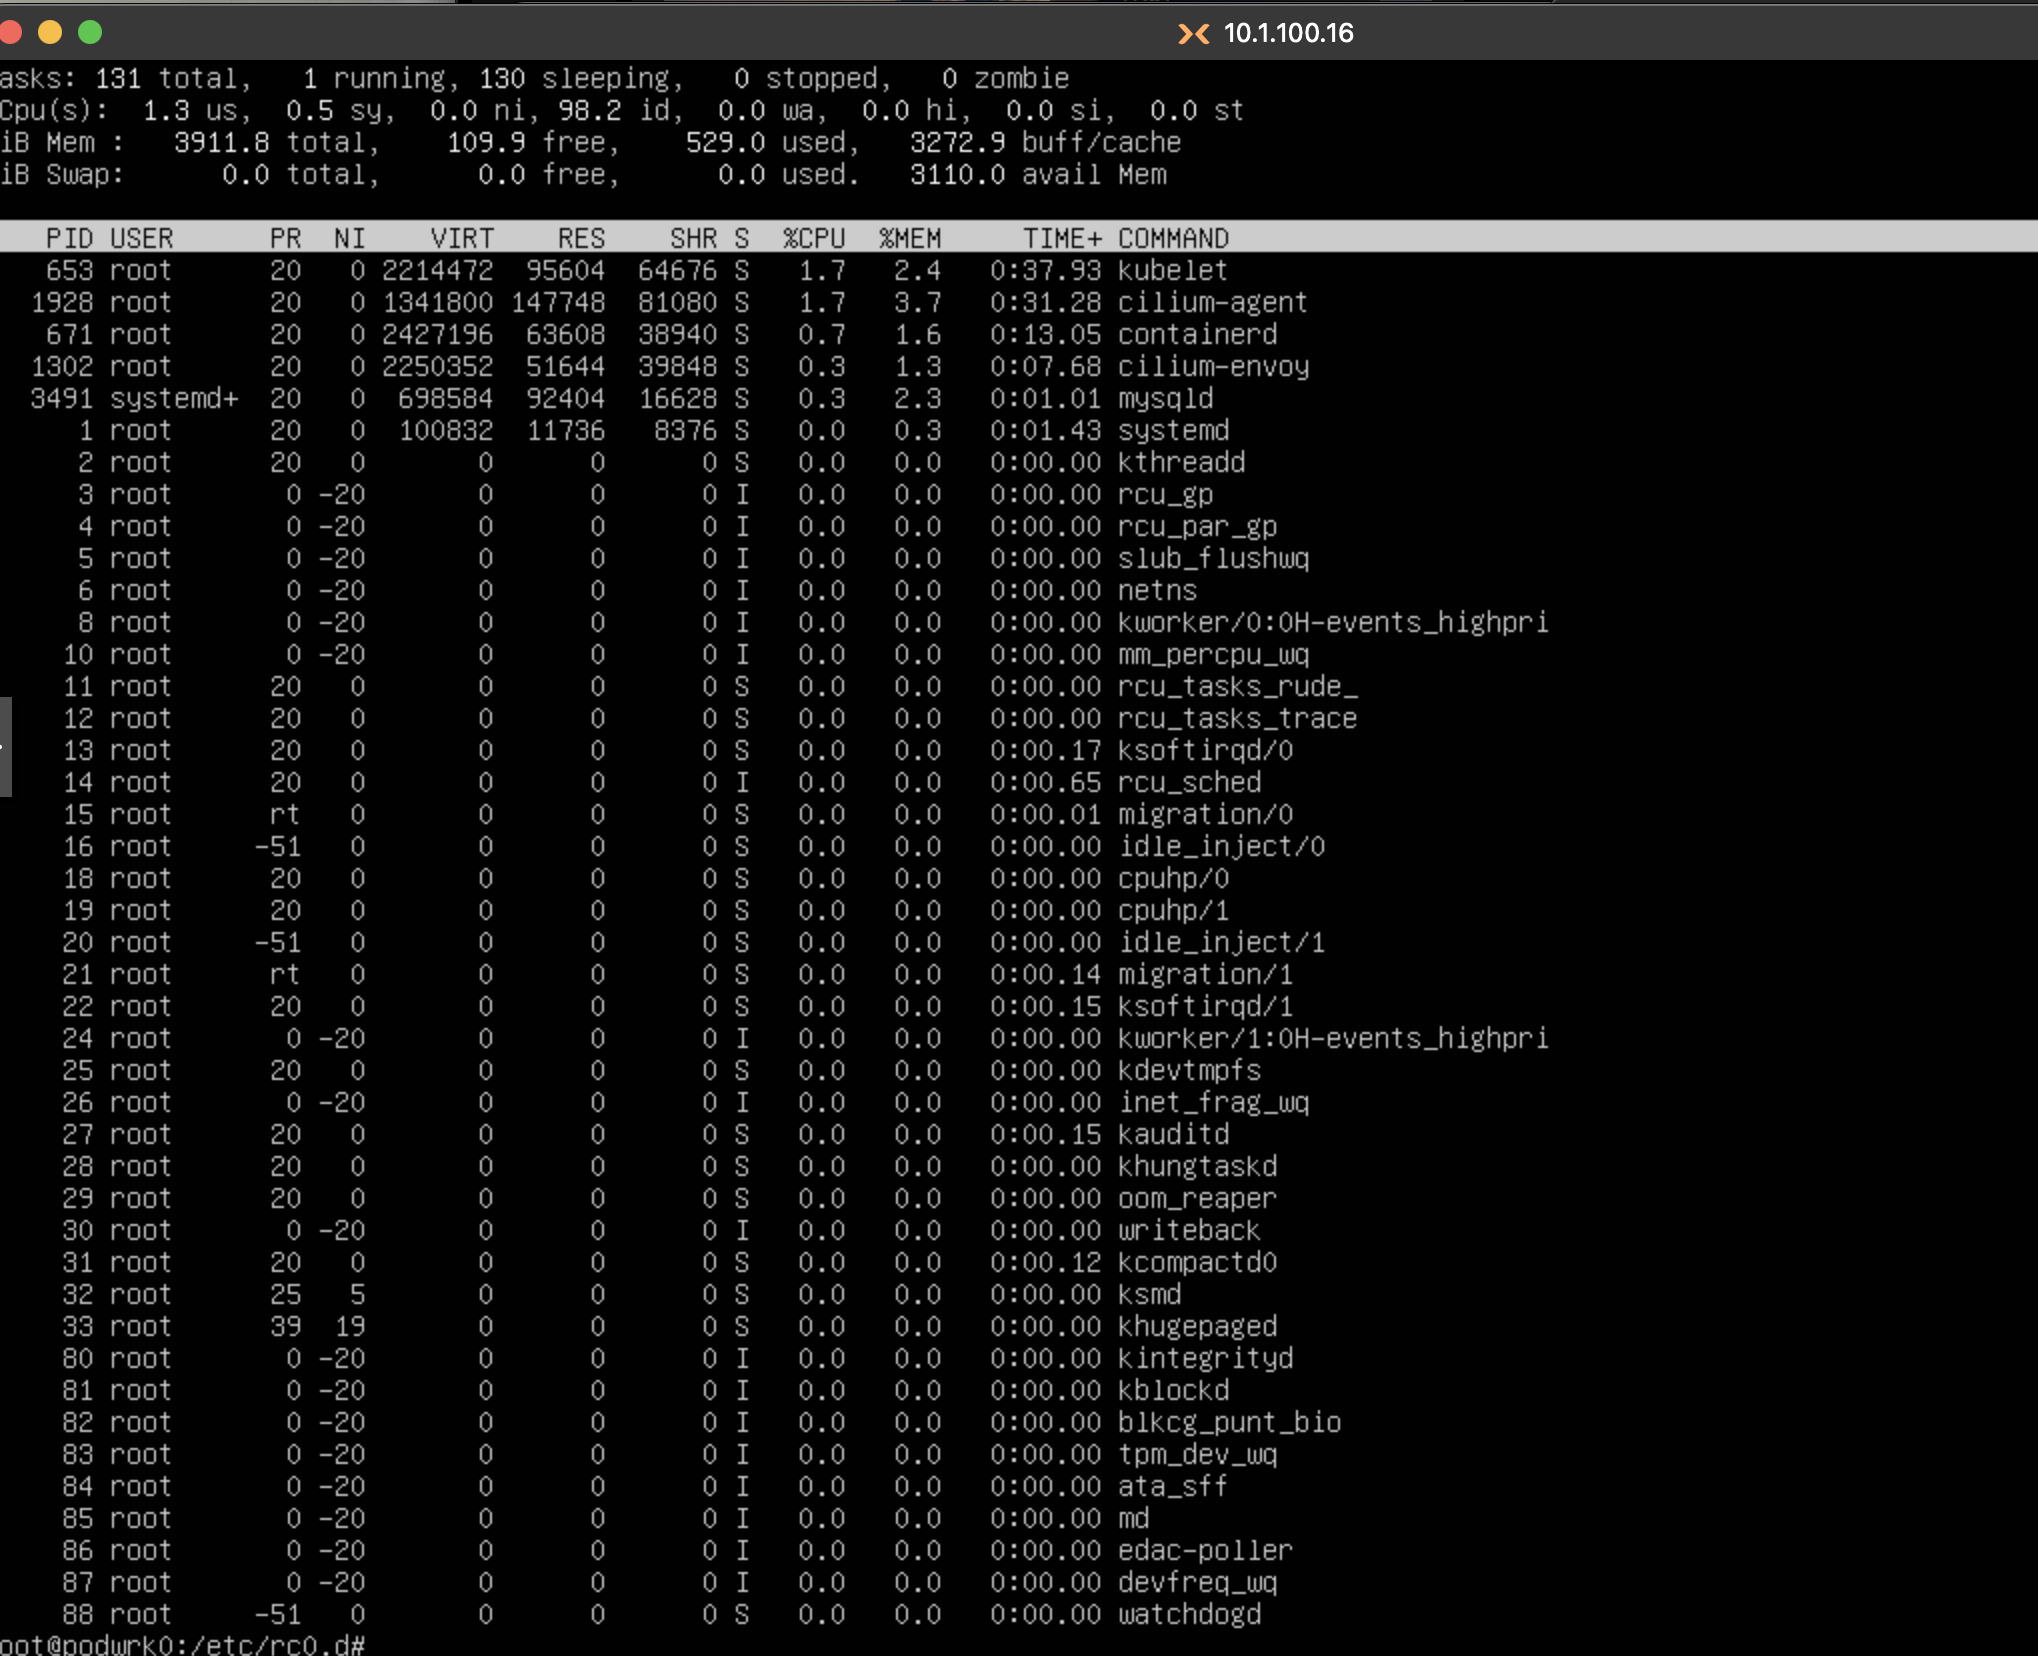 10.1.100.16
asks: 131 total,   1 running, 130 sleeping,   0 stopped,   0 zombie
Cpu(s):  1.3 us,  0.5 sy,  0.0 ni, 98.2 id,  0.0 wa,  0.0 hi,  0.0 si,  0.0 st
iB Mem :   3911.8 total,    109.9 free,    529.0 used,   3272.9 buff/cache
iB Swap:      0.0 total,      0.0 free,      0.0 used.   3110.0 avail Mem
PID USER      PR  NI    VIRT    RES    SHR S  %CPU  %MEM     TIME+ COMMAND
653 root      20   0 2214472  95604  64676 S   1.7   2.4   0:37.93 kubelet
1928 root      20   0 1341800 147748  81080 S   1.7   3.7   0:31.28 cilium-agent
671 root      20   0 2427196  63608  38940 S   0.7   1.6   0:13.05 containerd
1302 root      20   0 2250352  51644  39848 S   0.3   1.3   0:07.68 cilium-envoy
3491 systemd+  20   0  698584  92404  16628 S   0.3   2.3   0:01.01 mysqld
1 root      20   0  100832  11736   8376 S   0.0   0.3   0:01.43 systemd
2 root      20   0       0      0      0 S   0.0   0.0   0:00.00 kthreadd
3 root       0 -20       0      0      0 I   0.0   0.0   0:00.00 rcu_gp
4 root       0 -20       0      0      0 I   0.0   0.0   0:00.00 rcu_par_gp
5 root       0 -20       0      0      0 I   0.0   0.0   0:00.00 slub_flushwq
6 root       0 -20       0      0      0 I   0.0   0.0   0:00.00 netns
8 root       0 -20       0      0      0 I   0.0   0.0   0:00.00 kworker/0:0H-events_highpri
10 root       0 -20       0      0      0 I   0.0   0.0   0:00.00 mm_percpu_wq
11 root      20   0       0      0      0 S   0.0   0.0   0:00.00 rcu_tasks_rude_
12 root      20   0       0      0      0 S   0.0   0.0   0:00.00 rcu_tasks_trace
13 root      20   0       0      0      0 S   0.0   0.0   0:00.17 ksoftirqd/0
14 root      20   0       0      0      0 I   0.0   0.0   0:00.65 rcu_sched
15 root      rt   0       0      0      0 S   0.0   0.0   0:00.01 migration/0
16 root     -51   0       0      0      0 S   0.0   0.0   0:00.00 idle_inject/0
18 root      20   0       0      0      0 S   0.0   0.0   0:00.00 cpuhp/0
19 root      20   0       0      0      0 S   0.0   0.0   0:00.00 cpuhp/1
20 root     -51   0       0      0      0 S   0.0   0.0   0:00.00 idle_inject/1
21 root      rt   0       0      0      0 S   0.0   0.0   0:00.14 migration/1
22 root      20   0       0      0      0 S   0.0   0.0   0:00.15 ksoftirqd/1
24 root       0 -20       0      0      0 I   0.0   0.0   0:00.00 kworker/1:0H-events_highpri
25 root      20   0       0      0      0 S   0.0   0.0   0:00.00 kdevtmpfs
26 root       0 -20       0      0      0 I   0.0   0.0   0:00.00 inet_frag_wq
27 root      20   0       0      0      0 S   0.0   0.0   0:00.15 kauditd
28 root      20   0       0      0      0 S   0.0   0.0   0:00.00 khungtaskd
29 root      20   0       0      0      0 S   0.0   0.0   0:00.00 oom_reaper
30 root       0 -20       0      0      0 I   0.0   0.0   0:00.00 writeback
31 root      20   0       0      0      0 S   0.0   0.0   0:00.12 kcompactd0
32 root      25   5       0      0      0 S   0.0   0.0   0:00.00 ksmd
33 root      39  19       0      0      0 S   0.0   0.0   0:00.00 khugepaged
80 root       0 -20       0      0      0 I   0.0   0.0   0:00.00 kintegrityd
81 root       0 -20       0      0      0 I   0.0   0.0   0:00.00 kblockd
82 root       0 -20       0      0      0 I   0.0   0.0   0:00.00 blkcg_punt_bio
83 root       0 -20       0      0      0 I   0.0   0.0   0:00.00 tpm_dev_wq
84 root       0 -20       0      0      0 I   0.0   0.0   0:00.00 ata_sff
85 root       0 -20       0      0      0 I   0.0   0.0   0:00.00 md
86 root       0 -20       0      0      0 I   0.0   0.0   0:00.00 edac-poller
87 root       0 -20       0      0      0 I   0.0   0.0   0:00.00 devfreq_wq
88 root     -51   0       0      0      0 S   0.0   0.0   0:00.00 watchdogd
oot@podwrk0:/etc/rc0.d#